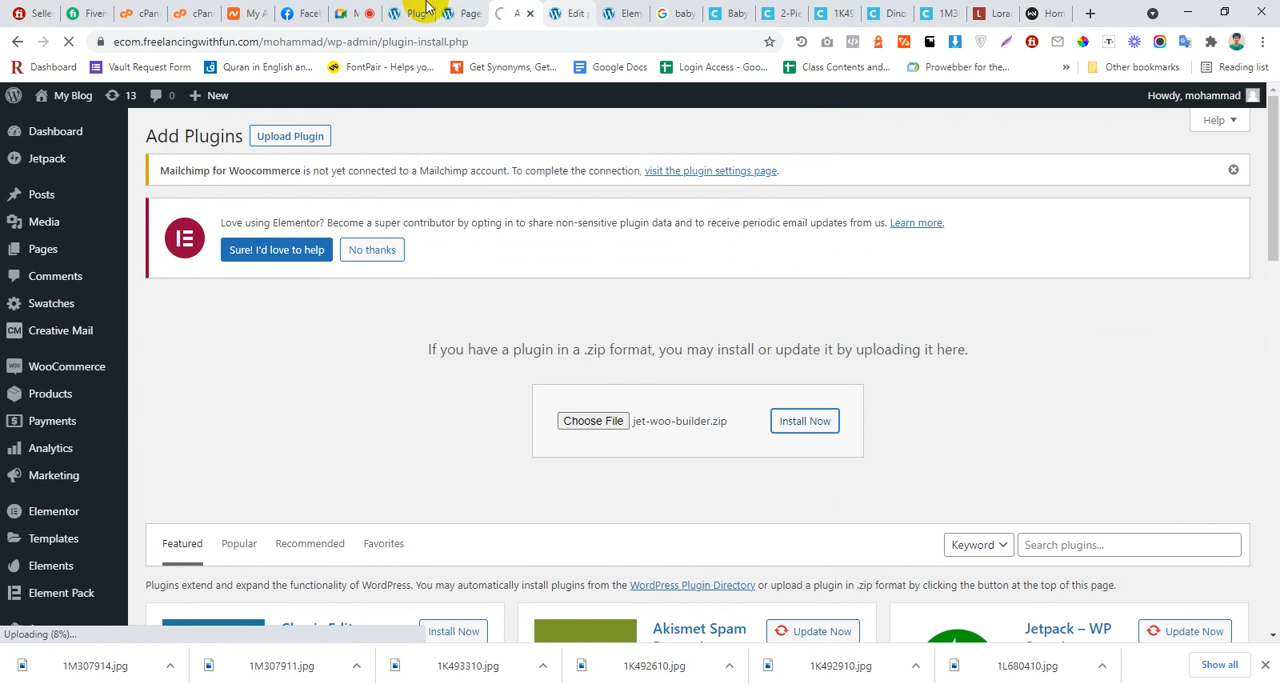 Selle
Fiver
cPan
cPan
My A
Faceb
M
Plug
Page
A
Edit
Elem
baby
Baby
2-Pie
1K49
Dino
1M30
Lora
Hom
ecom.freelancingwithfun.com/mohammad/wp-admin/plugin-install.php
Dashboard
Vault Request Form
Quran in English an...
FontPair - Helps yo...
Get Synonyms, Get...
Google Docs
Login Access - Goo...
Class Contents and...
Prowebber for the...
»
Other bookmarks
Reading list
My Blog
13
0
New
Howdy, mohammad
Dashboard
Jetpack
Posts
Media
Pages
Comments
Swatches
Creative Mail
WooCommerce
Products
Payments
Analytics
Marketing
Elementor
Templates
Elements
Element Pack
Help
Add Plugins
Upload Plugin
Mailchimp for Woocommerce is not yet connected to a Mailchimp account. To complete the connection, visit the plugin settings page.
Love using Elementor? Become a super contributor by opting in to share non-sensitive plugin data and to receive periodic email updates from us. Learn more.
Sure! I'd love to help
No thanks
If you have a plugin in a .zip format, you may install or update it by uploading it here.
Choose File jet-woo-builder.zip
Install Now
Featured
Popular
Recommended
Favorites
Keyword
Search plugins...
Plugins extend and expand the functionality of WordPress. You may automatically install plugins from the WordPress Plugin Directory or upload a plugin in .zip format by clicking the button at the top of this page.
Classic Editor
Install Now
Akismet Spam
Update Now
Jetpack – WP
Update Now
Uploading (8%)...
1M307914.jpg
1M307911.jpg
1K493310.jpg
1K492610.jpg
1K492910.jpg
1L680410.jpg
Show all